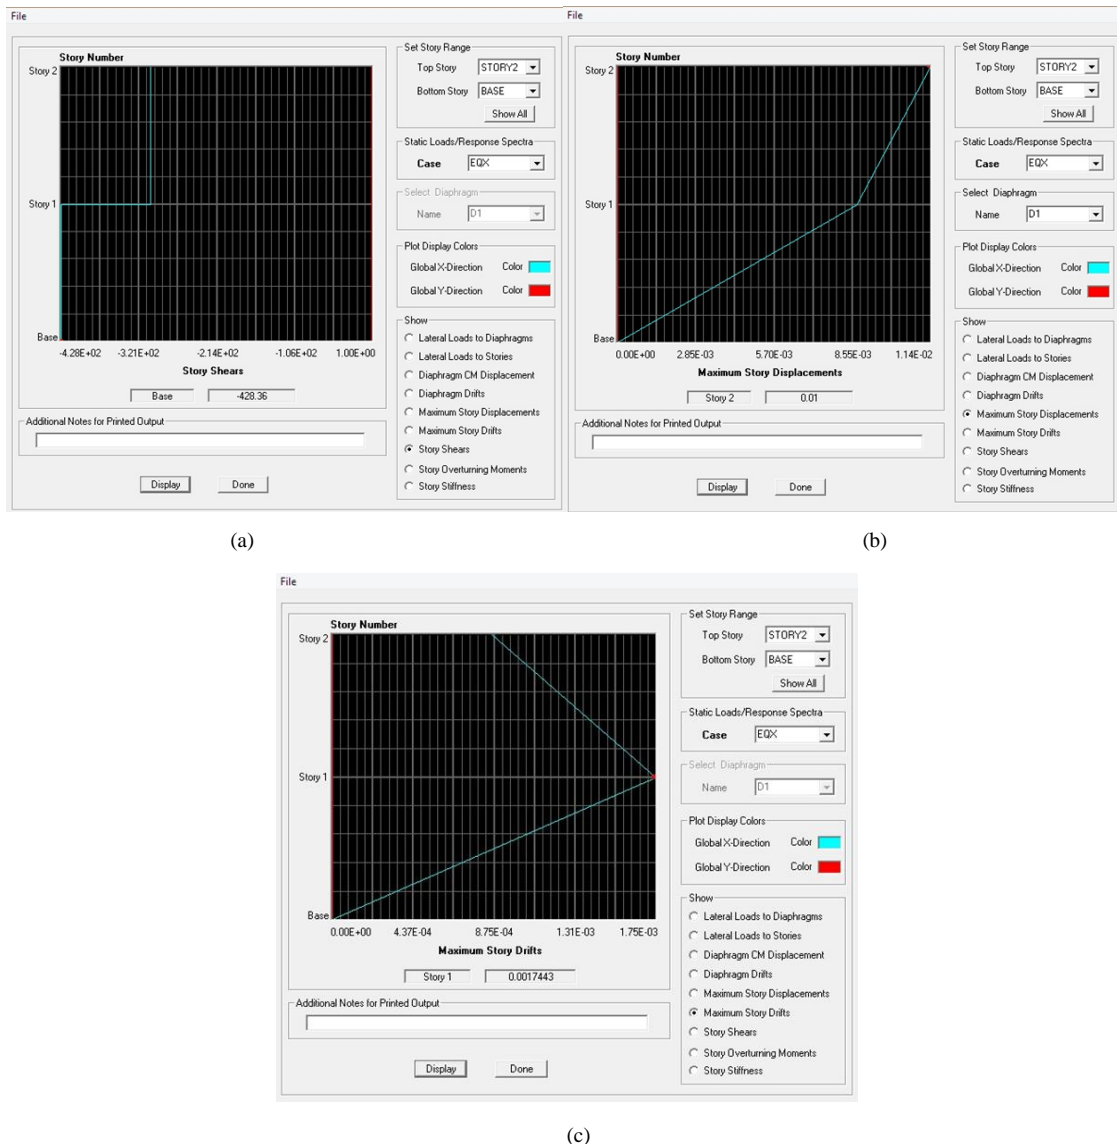 File
Story Number
Story 2
Story 1
Base
-4.28E+02 -3.21E+02 -2.14E+02 -1.06E+02 1.00E+02
Story Shears
Base -428.36
Additional Notes for Printed Output
Display Done
Set Story Range
Top Story STORY2
Bottom Story BASE
Show All
Static Loads/Response Spectra
Case EQX
Select Diaphragm
Name D1
Plot Display Colors
Global X-Direction Color
Global Y-Direction Color
Show
Lateral Loads to Diaphragms
Lateral Loads to Stories
Diaphragm CM Displacement
Diaphragm Drifts
Maximum Story Displacements
Maximum Story Drifts
Story Shears
Story Overturning Moments
Story Stiffness
(a)
File
Story Number
Story 2
Story 1
Base
0.00E+00 2.85E-03 5.70E-03 8.55E-03 1.14E-02
Maximum Story Displacements
Story 2 0.01
Additional Notes for Printed Output
Display Done
Set Story Range
Top Story STORY2
Bottom Story BASE
Show All
Static Loads/Response Spectra
Case EQX
Select Diaphragm
Name D1
Plot Display Colors
Global X-Direction Color
Global Y-Direction Color
Show
Lateral Loads to Diaphragms
Lateral Loads to Stories
Diaphragm CM Displacement
Diaphragm Drifts
Maximum Story Displacements
Maximum Story Drifts
Story Shears
Story Overturning Moments
Story Stiffness
(b)
File
Story Number
Story 2
Story 1
Base
0.00E+00 4.37E-04 8.75E-04 1.31E-03 1.75E-03
Maximum Story Drifts
Story 1 0.0017443
Additional Notes for Printed Output
Display Done
Set Story Range
Top Story STORY2
Bottom Story BASE
Show All
Static Loads/Response Spectra
Case EQX
Select Diaphragm
Name D1
Plot Display Colors
Global X-Direction Color
Global Y-Direction Color
Show
Lateral Loads to Diaphragms
Lateral Loads to Stories
Diaphragm CM Displacement
Diaphragm Drifts
Maximum Story Displacements
Maximum Story Drifts
Story Shears
Story Overturning Moments
Story Stiffness
(c)